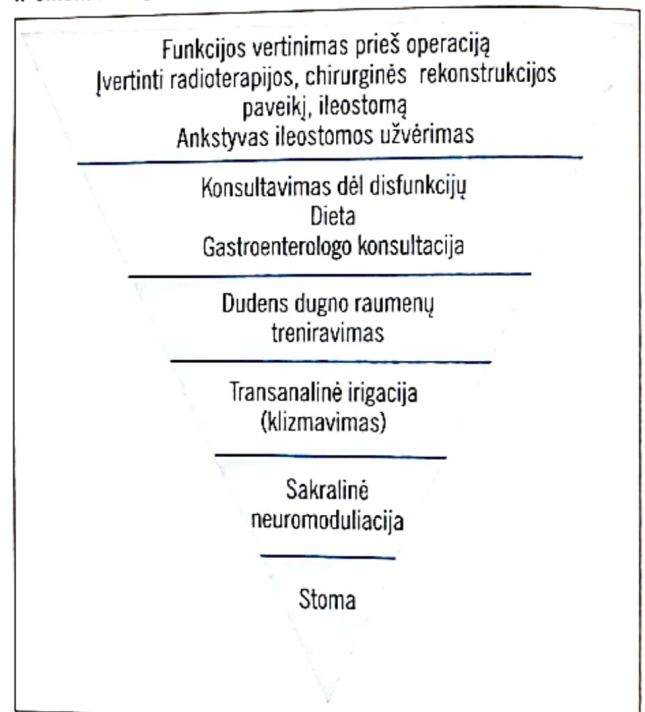 Funkcijos vertinimas prieš operaciją
Įvertinti radioterapijos, chirurginės rekonstrukcijos
paveikį, ileostomą
Ankstyvas ileostomos užvėrimas
Konsultavimas dėl disfunkcijų
Dieta
Gastroenterologo konsultacija
Dudens dugno raumenų
treniravimas
Transanalinė irigacija
(klizmavimas)
Sakralinė
neuromoduliacija
Stoma